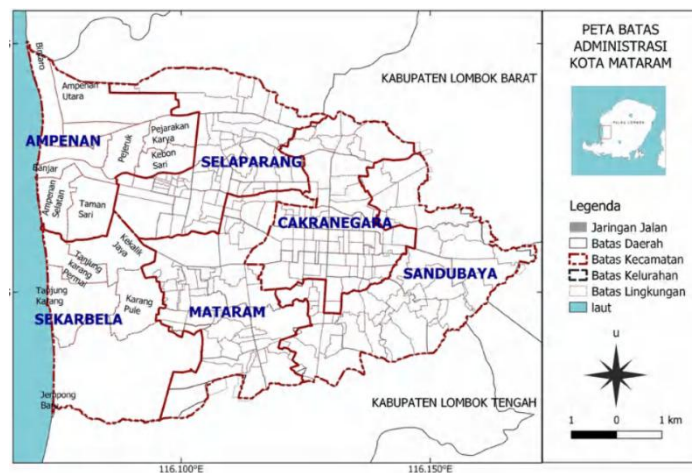 PETA BATAS
ADMINISTRASI
KOTA MATARAM
PULAU LOMBOK
Legenda
Jaringan Jalan
Batas Daerah
Batas Kecamatan
Batas Kelurahan
Batas Lingkungan
laut
U
1 0 1 km
KABUPATEN LOMBOK BARAT
Bintaro
Ampenan
Utara
AMPENAN
Pejeruk
Pejarakan
Karya
Kebon
Sari
SELAPARANG
Banjar
Ampenan
Selatan
Taman
Sari
CAKRANEGARA
Kekalik
Jaya
Tanjung
karang
Permai
SANDUBAYA
Tanjung
Karang
Karang
Pule
SEKARBELA
MATARAM
Jempong
Baru
KABUPATEN LOMBOK TENGAH
116.100°E 116.150°E